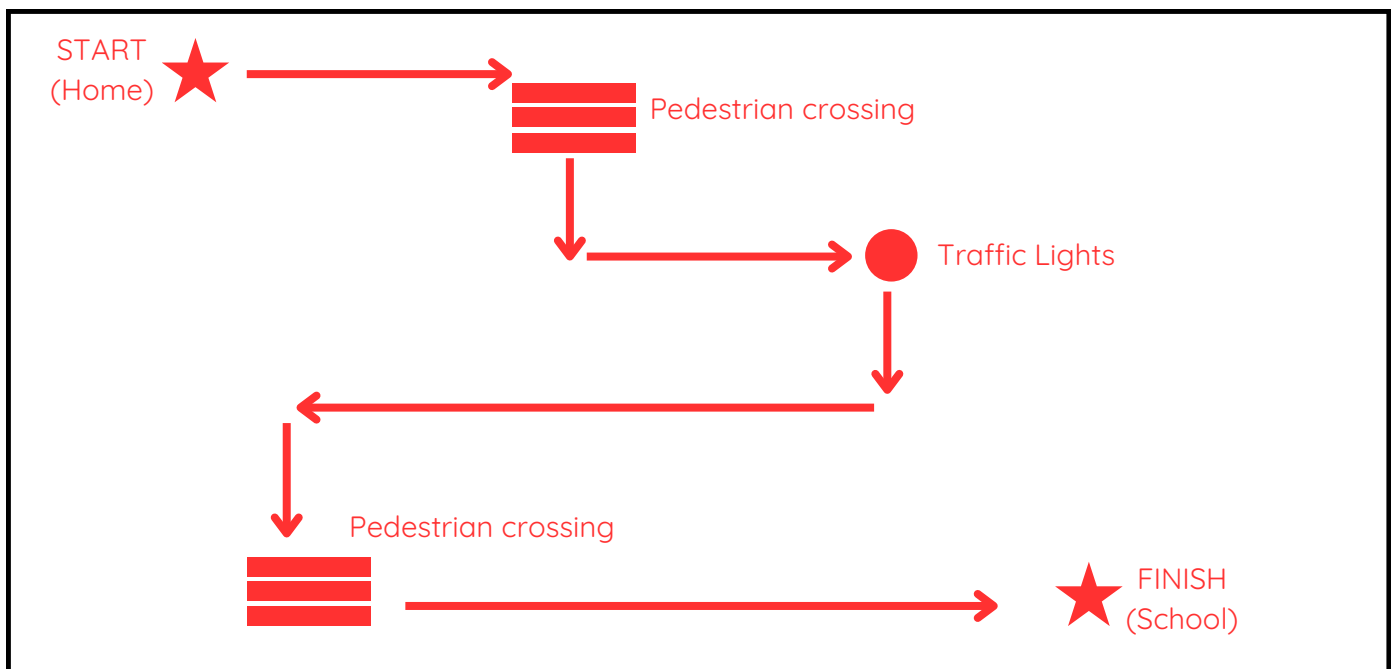 START
(Home)
Pedestrian crossing
Traffic Lights
Pedestrian crossing
FINISH
(School)